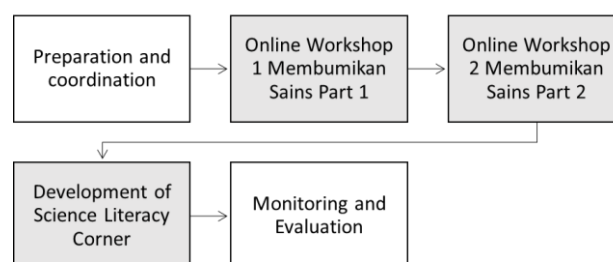 Preparation and
coordination
Online Workshop
1 Membumikan
Sains Part 1
Online Workshop
2 Membumikan
Sains Part 2
Development of
Science Literacy
Corner
Monitoring and
Evaluation